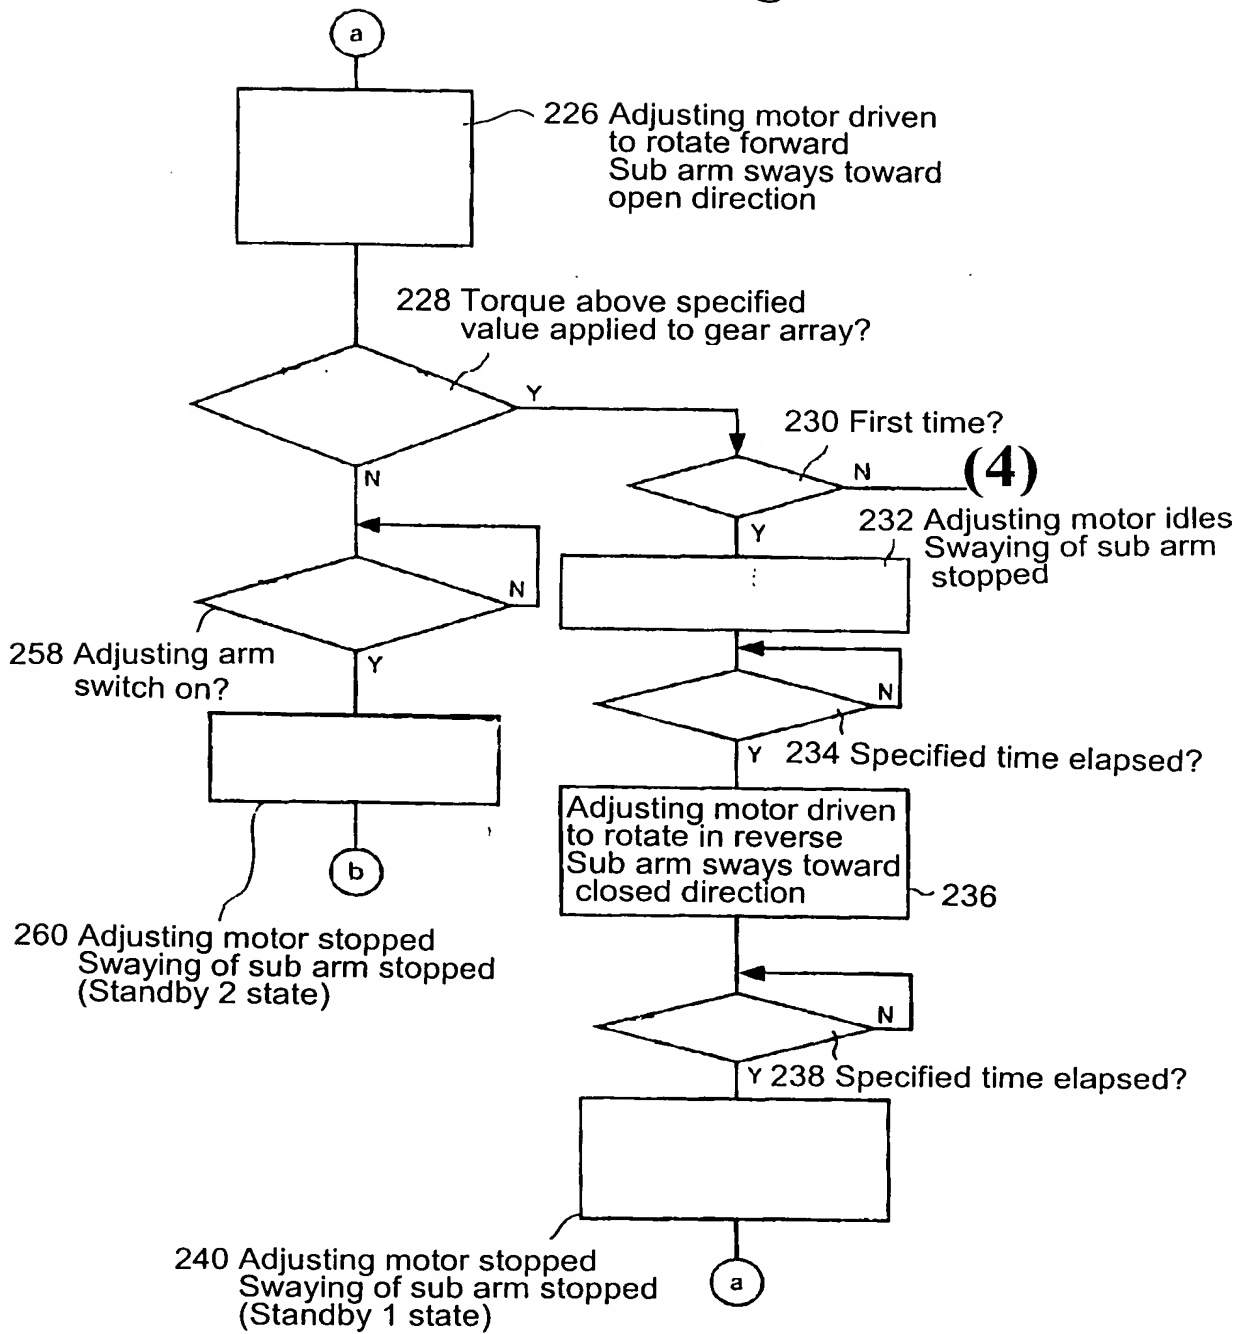 a
226 Adjusting motor driven
to rotate forward
Sub arm sways toward
open direction
228 Torque above specified
value applied to gear array?
Y
N
230 First time?
N
(4)
Y
232 Adjusting motor idles
Swaying of sub arm
stopped
N
258 Adjusting arm
switch on?
Y
N
Y
234 Specified time elapsed?
Adjusting motor driven
to rotate in reverse
Sub arm sways toward
closed direction
236
b
260 Adjusting motor stopped
Swaying of sub arm stopped
(Standby 2 state)
N
Y
238 Specified time elapsed?
240 Adjusting motor stopped
Swaying of sub arm stopped
(Standby 1 state)
a